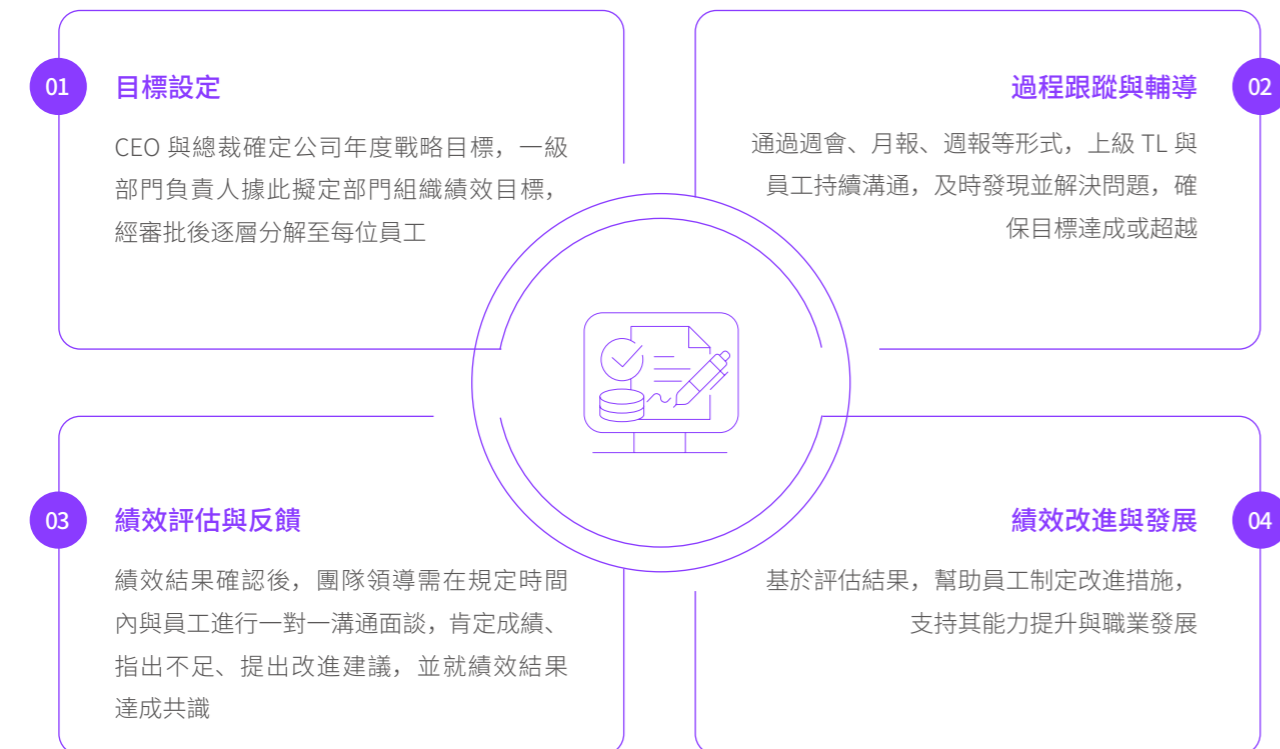 01
目標設定
CEO 與總裁確定公司年度戰略目標，一級
部門負責人據此擬定部門組織績效目標，
經審批後逐層分解至每位員工
02
過程跟蹤與輔導
通過週會、月報、週報等形式，上級 TL 與
員工持續溝通，及時發現並解決問題，確
保目標達成或超越
03
績效評估與反饋
績效結果確認後，團隊領導需在規定時間
內與員工進行一對一溝通面談，肯定成績、
指出不足、提出改進建議，並就績效結果
達成共識
04
績效改進與發展
基於評估結果，幫助員工制定改進措施，
支持其能力提升與職業發展